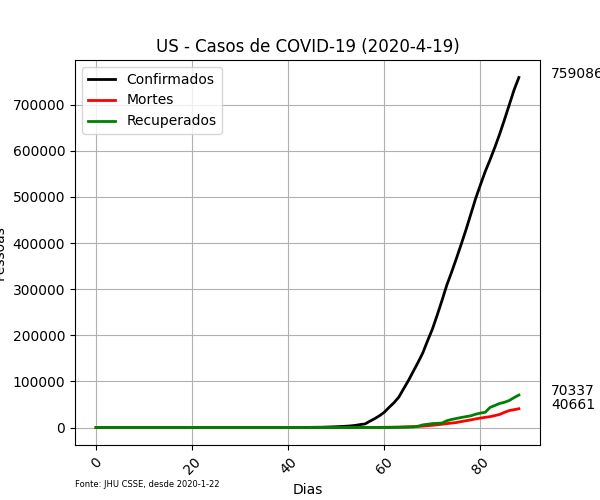 US - Casos de COVID-19 (2020-4-19)
Confirmados
Mortes
Recuperados
759086
700000
600000
500000
400000
300000
200000
100000
0
70337
40661
0
20
40
60
80
Fonte: JHU CSSE, desde 2020-1-22
Dias